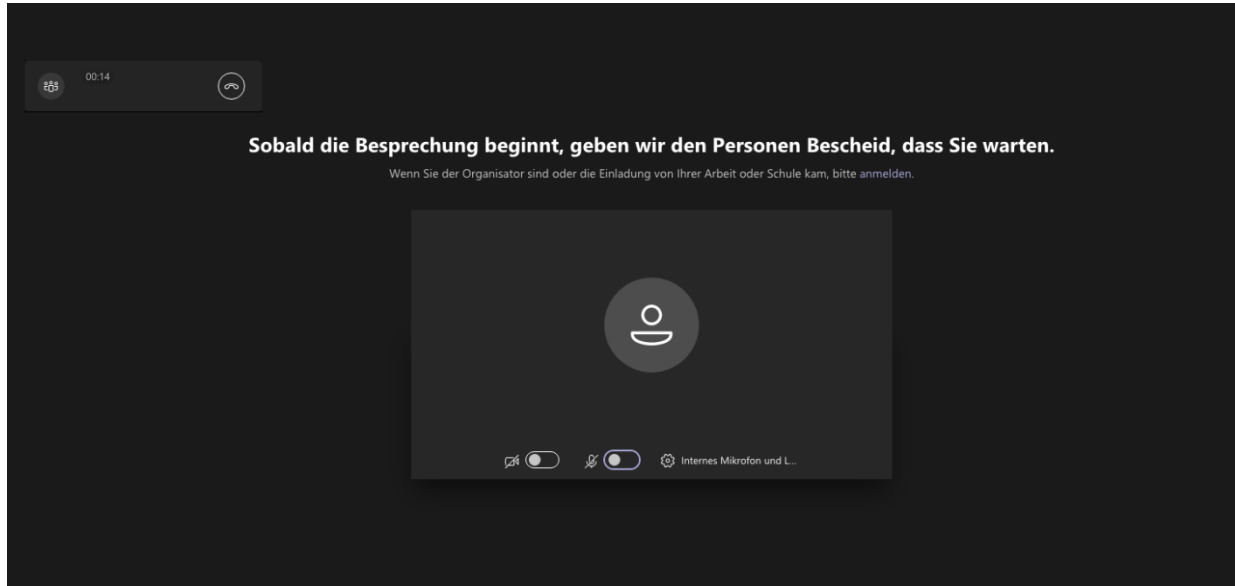 00:14
Sobald die Besprechung beginnt, geben wir den Personen Bescheid, dass Sie warten.
Wenn Sie der Organisator sind oder die Einladung von Ihrer Arbeit oder Schule kam, bitte anmelden.
Internes Mikrofon und L...